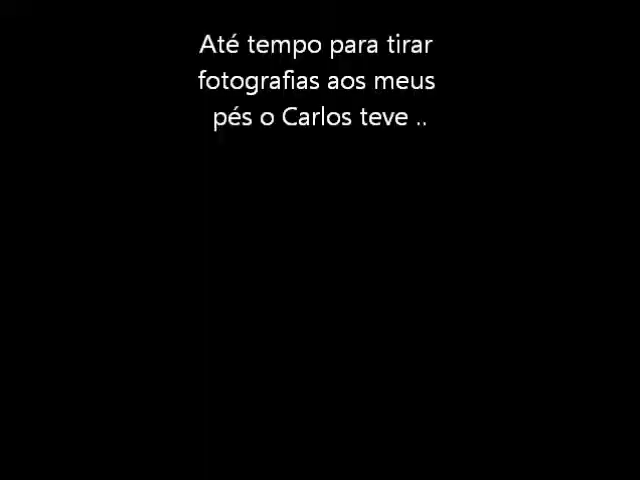 Até tempo para tirar
fotografias aos meus
pés o Carlos teve ..